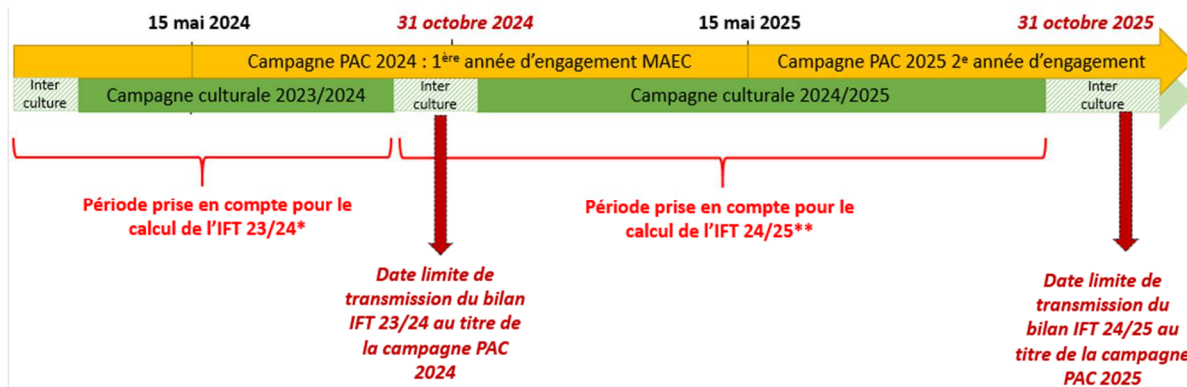 15 mai 2024
31 octobre 2024
15 mai 2025
31 octobre 2025
Campagne PAC 2024 : 1ère année d'engagement MAEC
Campagne PAC 2025 2e année d'engagement
Inter
culture
Campagne culturale 2023/2024
Inter
culture
Campagne culturale 2024/2025
Inter
culture
Période prise en compte pour le
calcul de l'IFT 23/24*
Période prise en compte pour le
calcul de l'IFT 24/25**
Date limite de
transmission du bilan
IFT 23/24 au titre de
la campagne PAC
2024
Date limite de
transmission du
bilan IFT 24/25 au
titre de la campagne
PAC 2025